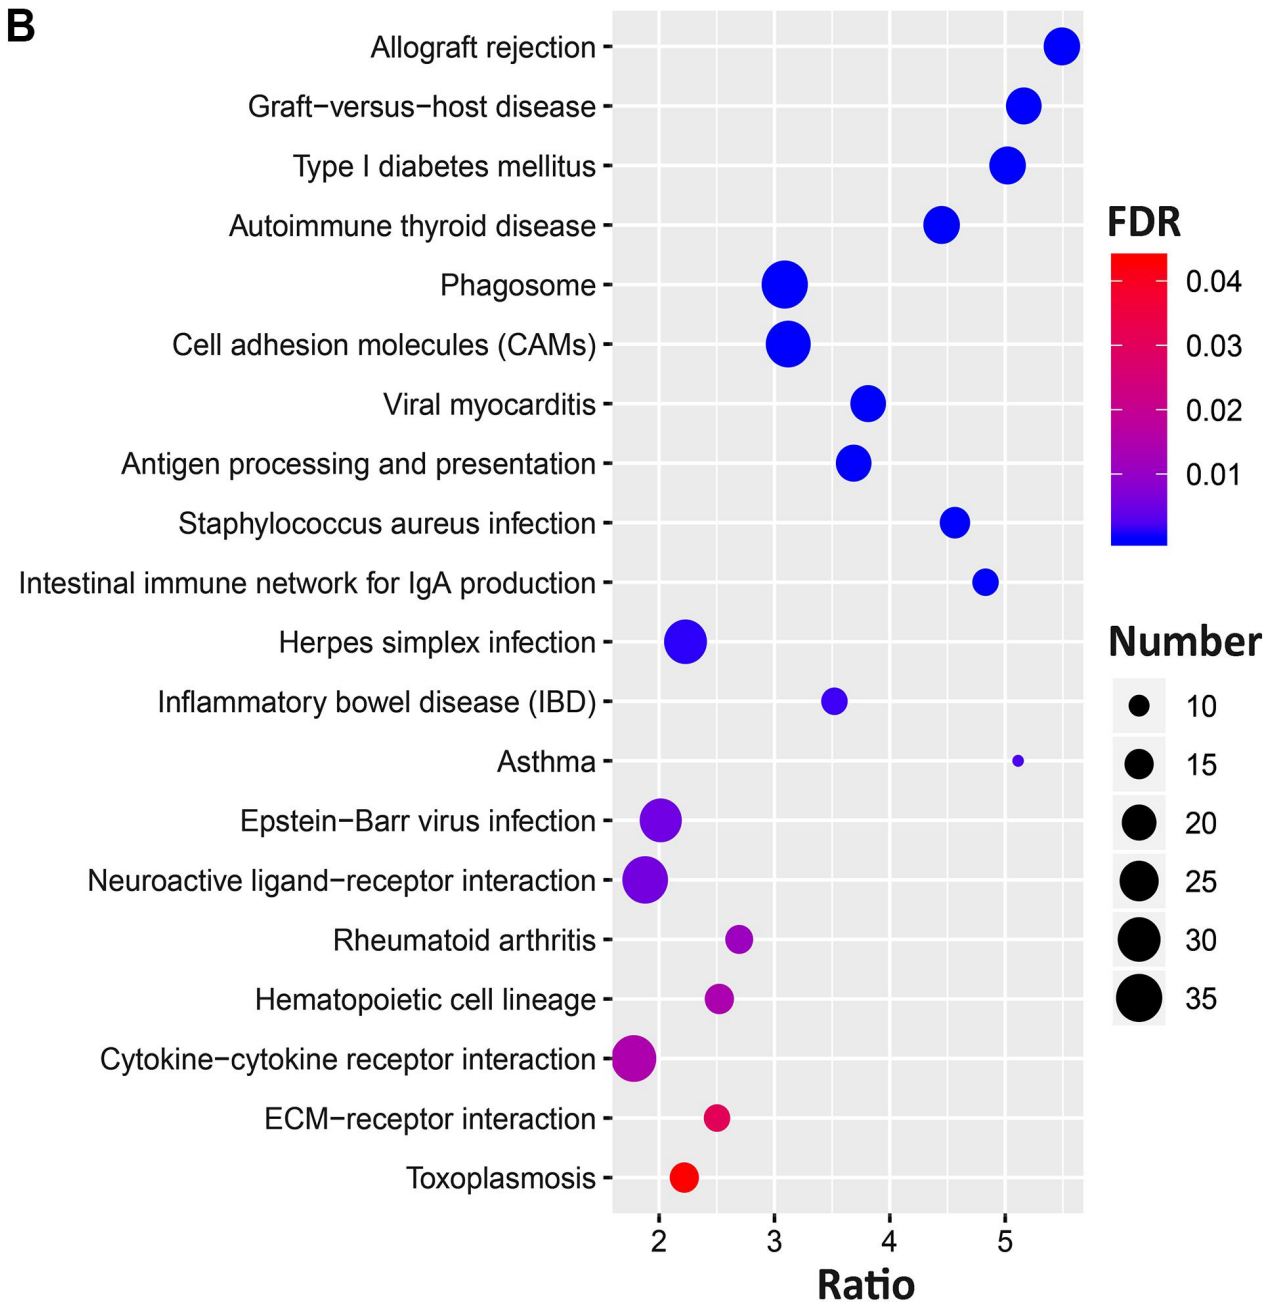 B
Allograft rejection
Graft−versus−host disease
Type I diabetes mellitus
Autoimmune thyroid disease
Phagosome
Cell adhesion molecules (CAMs)
Viral myocarditis
Antigen processing and presentation
Staphylococcus aureus infection
Intestinal immune network for IgA production
Herpes simplex infection
Inflammatory bowel disease (IBD)
Asthma
Epstein−Barr virus infection
Neuroactive ligand−receptor interaction
Rheumatoid arthritis
Hematopoietic cell lineage
Cytokine−cytokine receptor interaction
ECM−receptor interaction
Toxoplasmosis
2 3 4 5
Ratio
FDR
0.04
0.03
0.02
0.01
Number
10
15
20
25
30
35